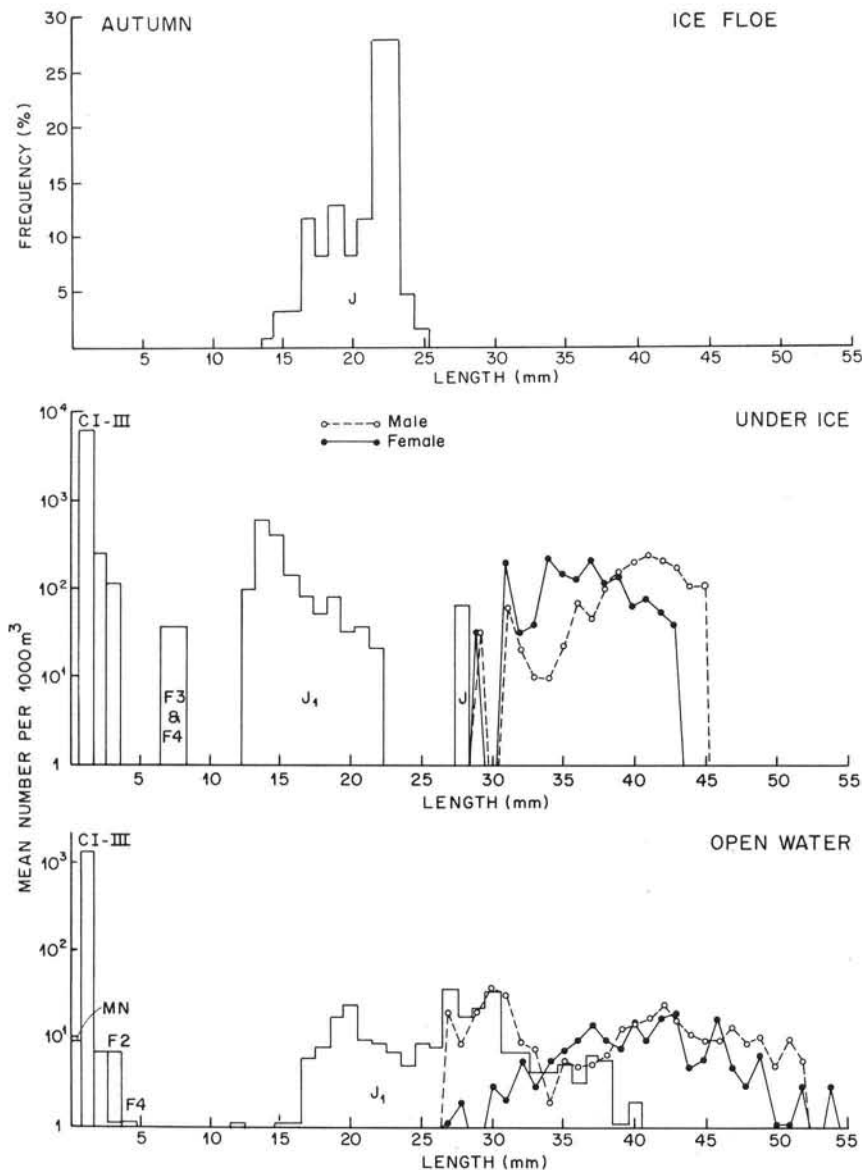 AUTUMN
ICE FLOE
FREQUENCY (%)
30
25
20
15
10
5
J
5 10 15 20 25 30 35 40 45 50 55
LENGTH (mm)
MEAN NUMBER PER 1000 m³
UNDER ICE
CI-III
Male
Female
10⁴
10³
10²
10¹
1
F3
&
F4
J₁
J
5 10 15 20 25 30 35 40 45 50 55
LENGTH (mm)
OPEN WATER
CI-III
10³
10²
10¹
1
MN
F2
F4
J₁
5 10 15 20 25 30 35 40 45 50 55
LENGTH (mm)